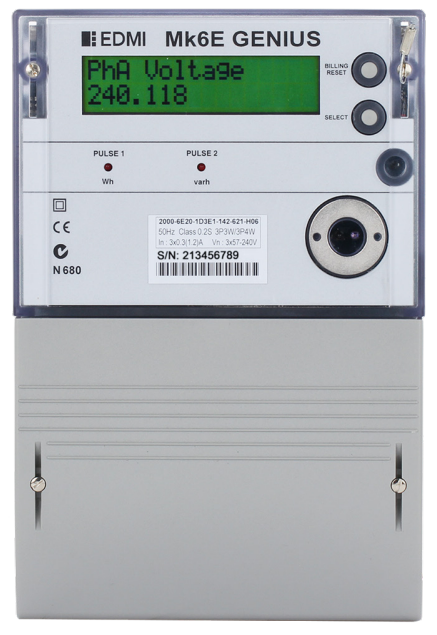 EDMI Mk6E GENIUS
PhA Voltage
240.118
BILLING
RESET
SELECT
PULSE 1
PULSE 2
Wh
varh
2000-6E20-1D3E1-142-621-H06
50Hz Class 0.2S 3P3W/3P4W
In : 3x0.3(1.2)A Vn : 3x57-240V
S/N: 213456789
CE
N 680